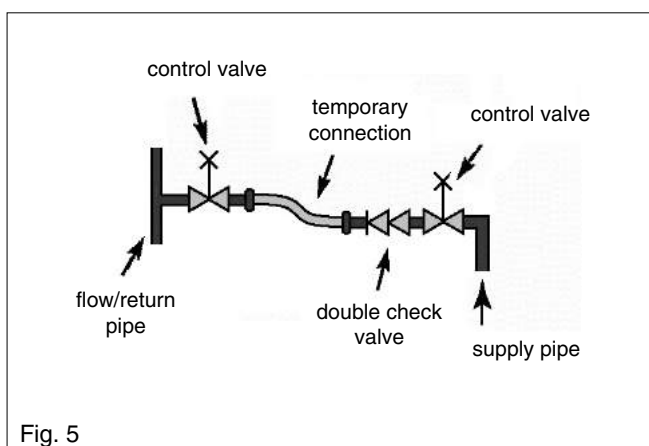 control valve
temporary
connection
control valve
flow/return
pipe
double check
valve
supply pipe
Fig. 5